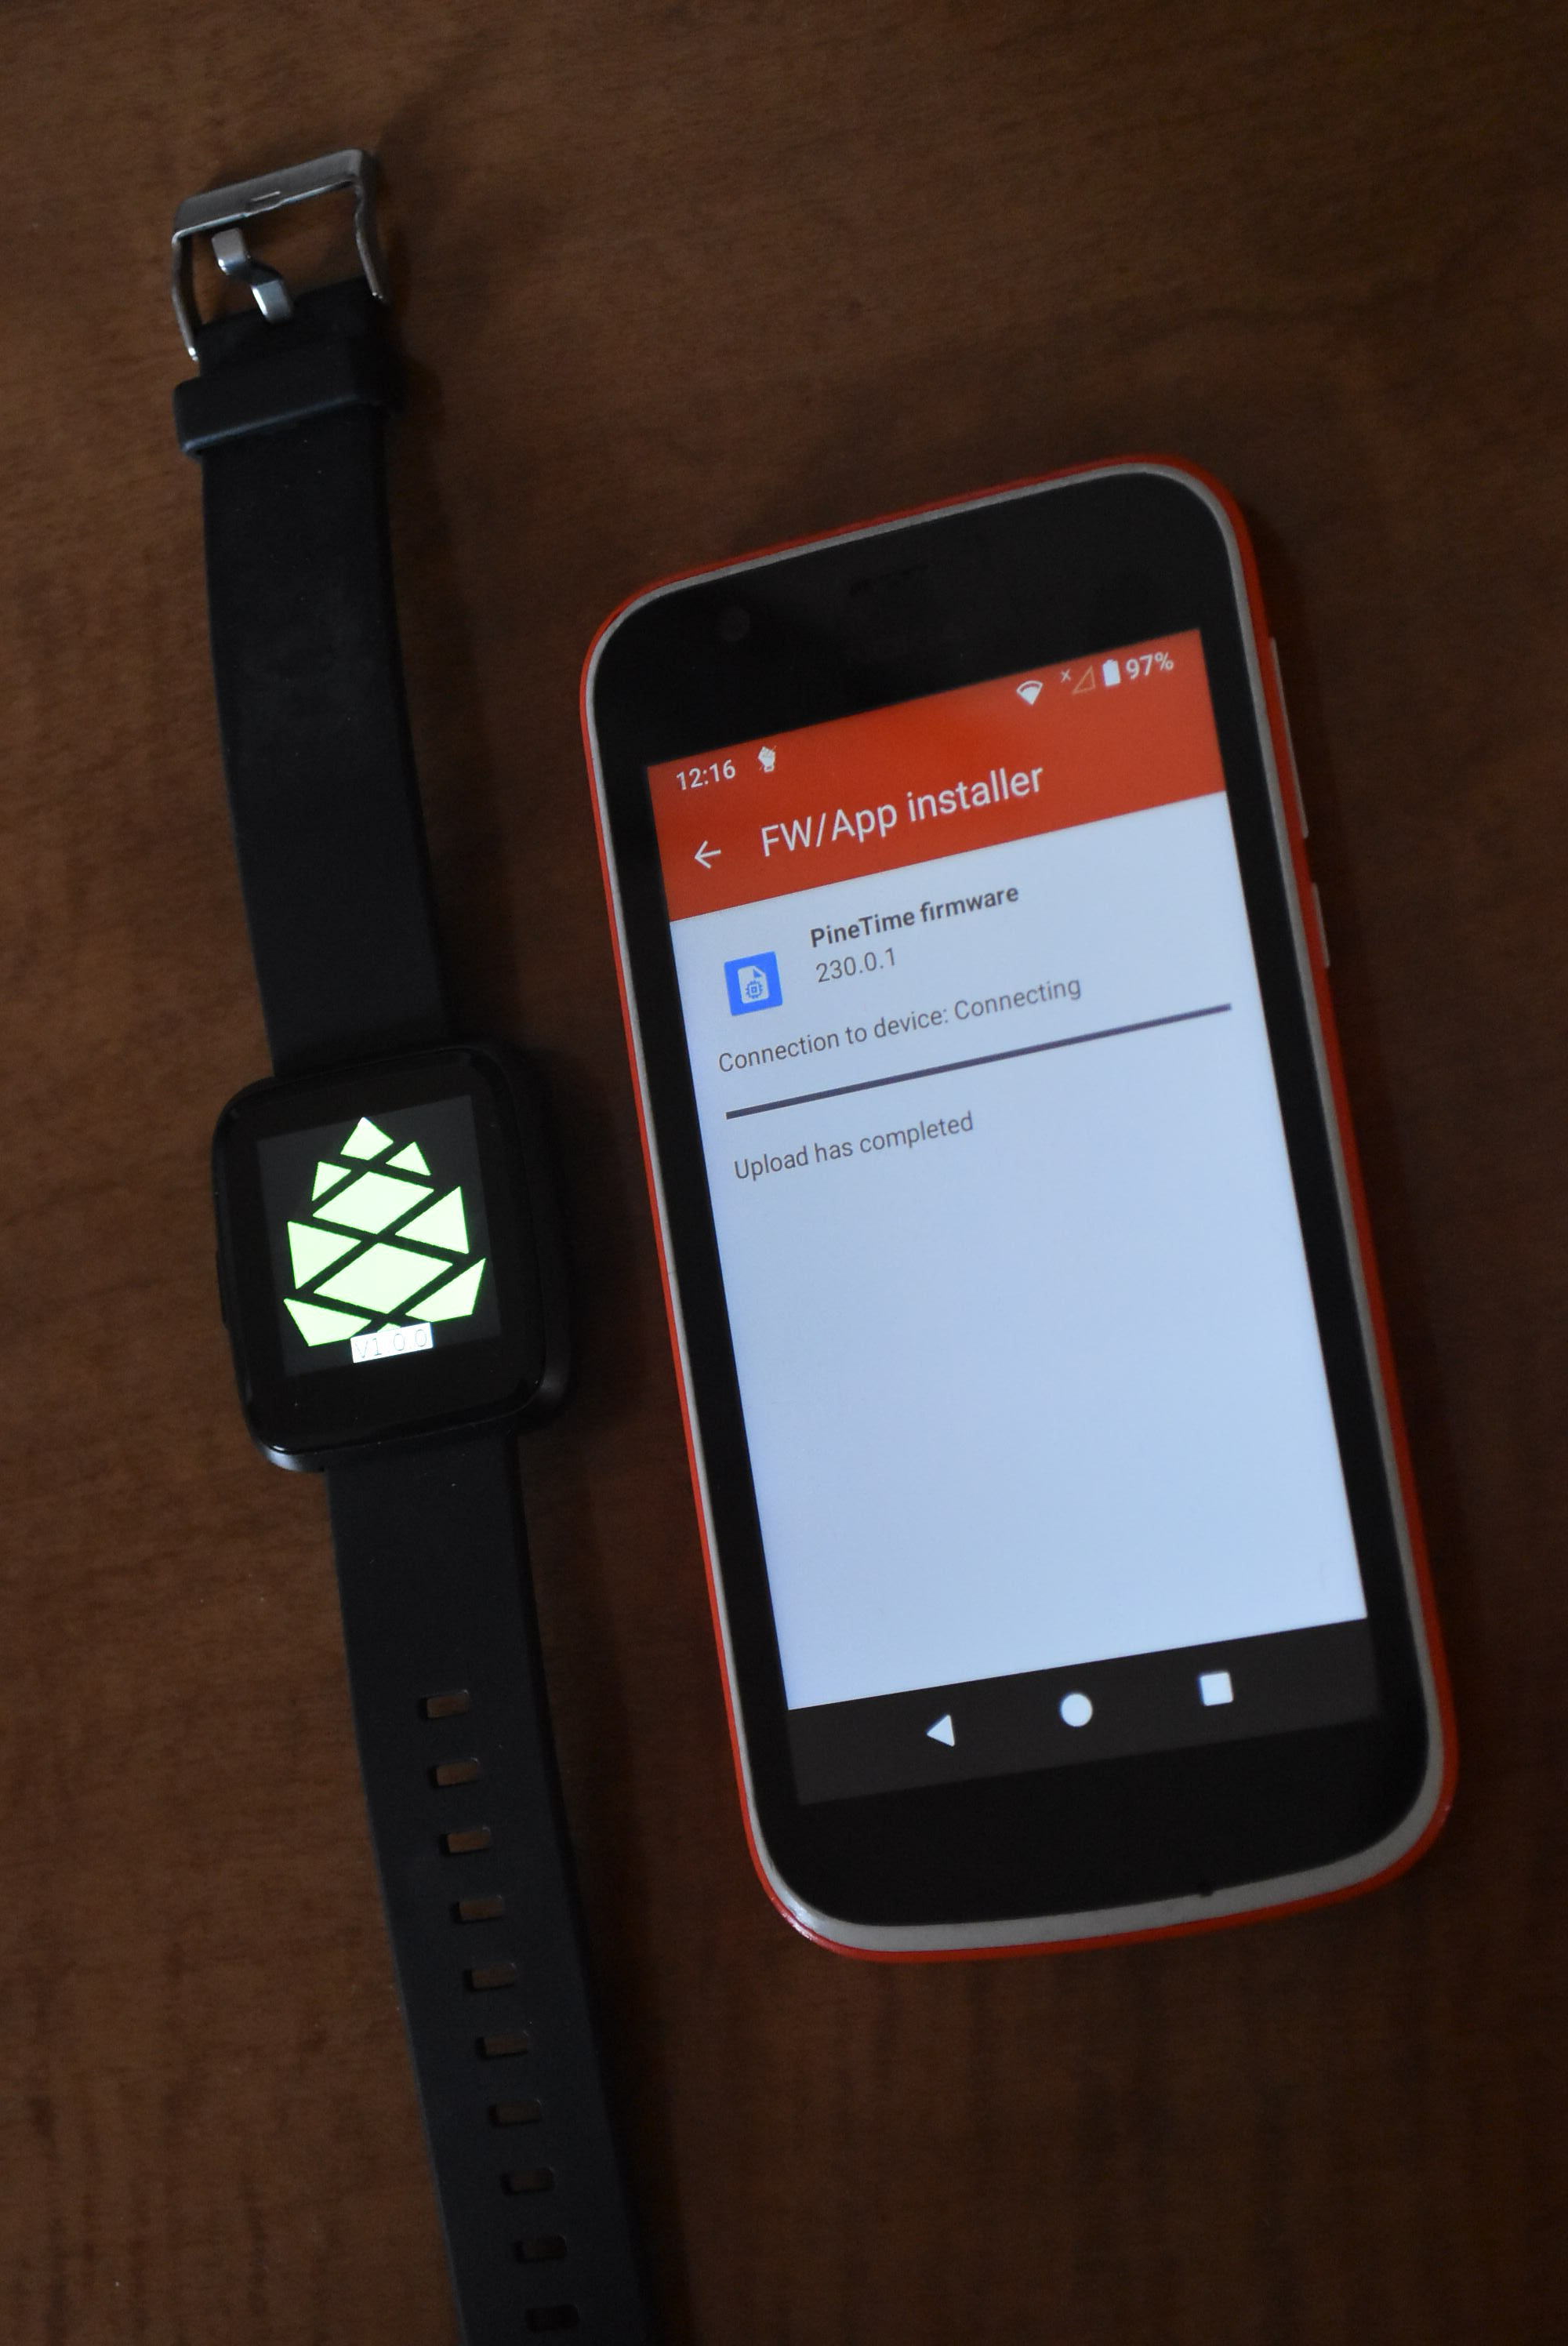 12:16 97%
FW/App installer
PineTime firmware
230.0.1
Connection to device: Connecting
Upload has completed
v1.0.0